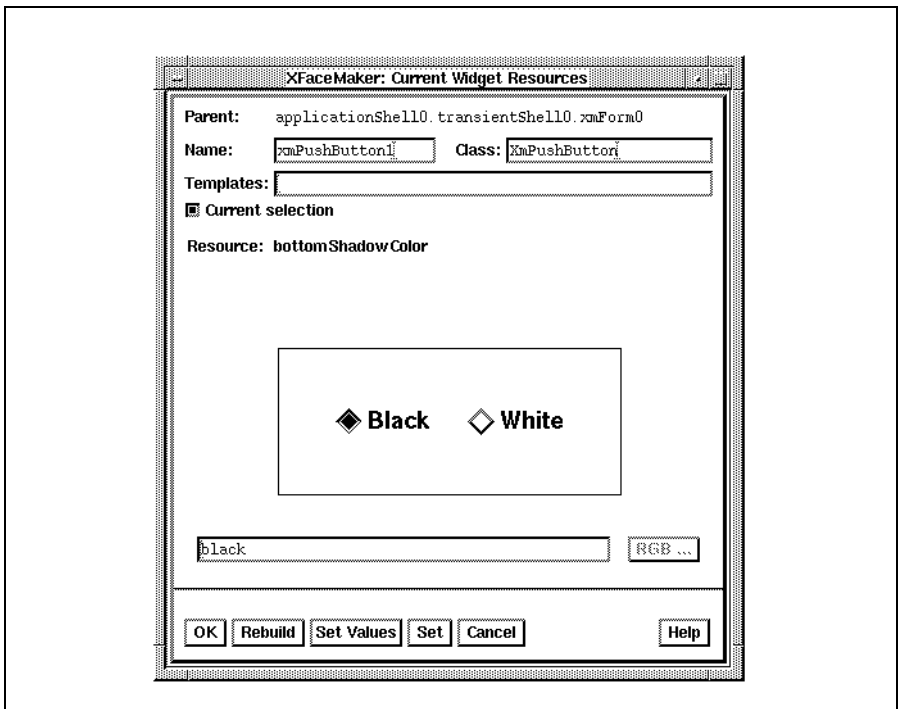 XFaceMaker: Current Widget Resources
Parent: applicationShell0.transientShell0.xmForm0
Name: xmPushButton1 Class: XmPushButton
Templates:
Current selection
Resource: bottomShadowColor
Black White
black RGB ...
OK Rebuild Set Values Set Cancel Help